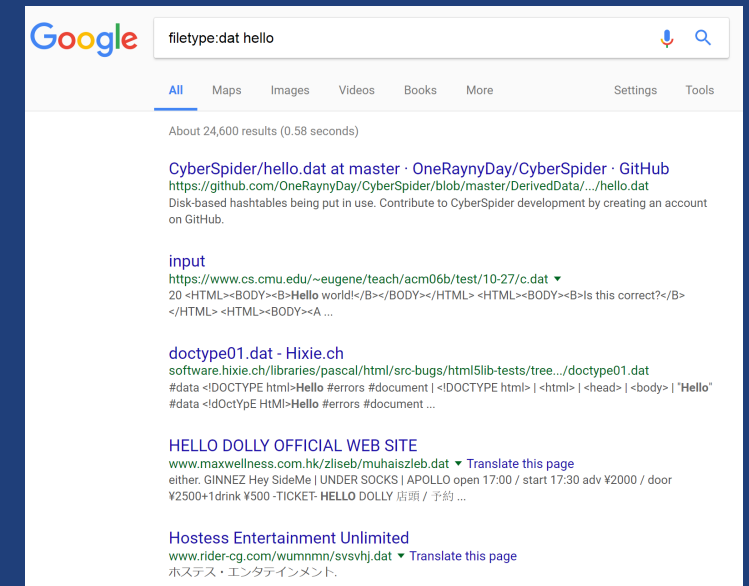 Google
filetype:dat hello
All Maps Images Videos Books More Settings Tools
About 24,600 results (0.58 seconds)
CyberSpider/hello.dat at master · OneRaynyDay/CyberSpider · GitHub
https://github.com/OneRaynyDay/CyberSpider/blob/master/DerivedData/.../hello.dat
Disk-based hashtables being put in use. Contribute to CyberSpider development by creating an account
on GitHub.
input
https://www.cs.cmu.edu/~eugene/teach/acm06b/test/10-27/c.dat
20 <HTML><BODY><B>Hello world!</B></BODY></HTML> <HTML><BODY><B>Is this correct?</B>
</HTML> <HTML><BODY><A ...
doctype01.dat - Hixie.ch
software.hixie.ch/libraries/pascal/html/src-bugs/html5lib-tests/tree.../doctype01.dat
#data <!DOCTYPE html>Hello #errors #document | <!DOCTYPE html> | <html> | <head> | <body> | "Hello"
#data <!dOctYpE HtMl>Hello #errors #document ...
HELLO DOLLY OFFICIAL WEB SITE
www.maxwellness.com.hk/zliseb/muhaiszleb.dat Translate this page
either. GINNEZ Hey SideMe | UNDER SOCKS | APOLLO open 17:00 / start 17:30 adv ¥2000 / door
¥2500+1drink ¥500 -TICKET- HELLO DOLLY 店頭 / 予約 ...
Hostess Entertainment Unlimited
www.rider-cg.com/wumnmn/svsvhj.dat Translate this page
ホステス・エンタテインメント.